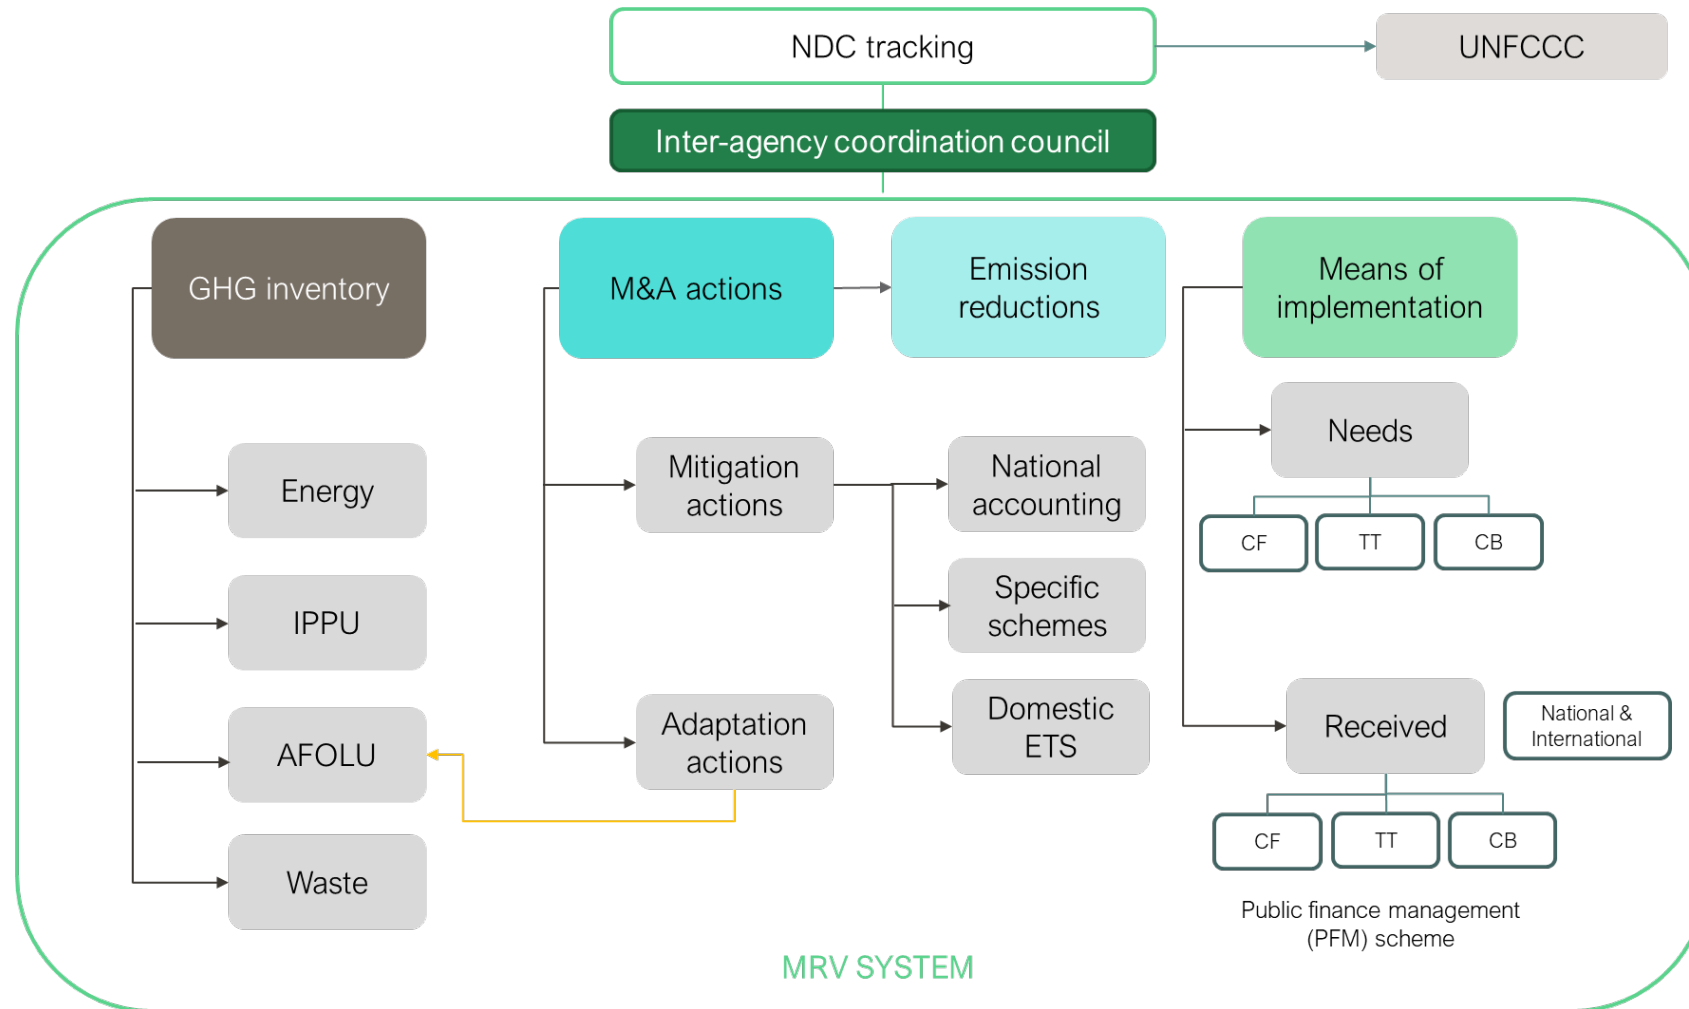 NDC tracking
UNFCCC
Inter-agency coordination council
GHG inventory
M&A actions
Emission
reductions
Means of
implementation
Energy
IPPU
AFOLU
Waste
Mitigation
actions
Adaptation
actions
National
accounting
Specific
schemes
Domestic
ETS
Needs
CF
TT
CB
Received
National &
International
CF
TT
CB
Public finance management
(PFM) scheme
MRV SYSTEM